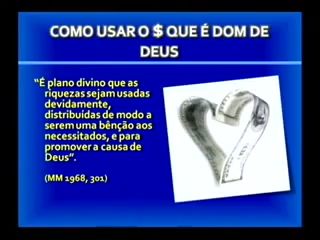 COMO USAR O $ QUE É DOM DE
DEUS
"É plano divino que as
riquezas sejam usadas
devidamente,
distribuídas de modo a
serem uma bênção aos
necessitados, e para
promover a causa de
Deus".
(MM 1968, 301)